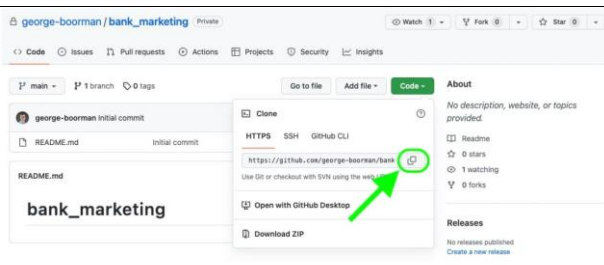 george-boorman / bank_marketing Private
Watch 1 Fork 0 Star 0
Code Issues Pull requests Actions Projects Security Insights
main 1 branch 0 tags Go to file Add file Code
About
No description, website, or topics provided.
Readme
0 stars
1 watching
0 forks
Releases
No releases published
Create a new release
george-boorman Initial commit
README.md Initial commit
README.md
bank_marketing
Clone
HTTPS SSH GitHub CLI
https://github.com/george-boorman/bank
Use Git or checkout with SVN using the web
Open with GitHub Desktop
Download ZIP